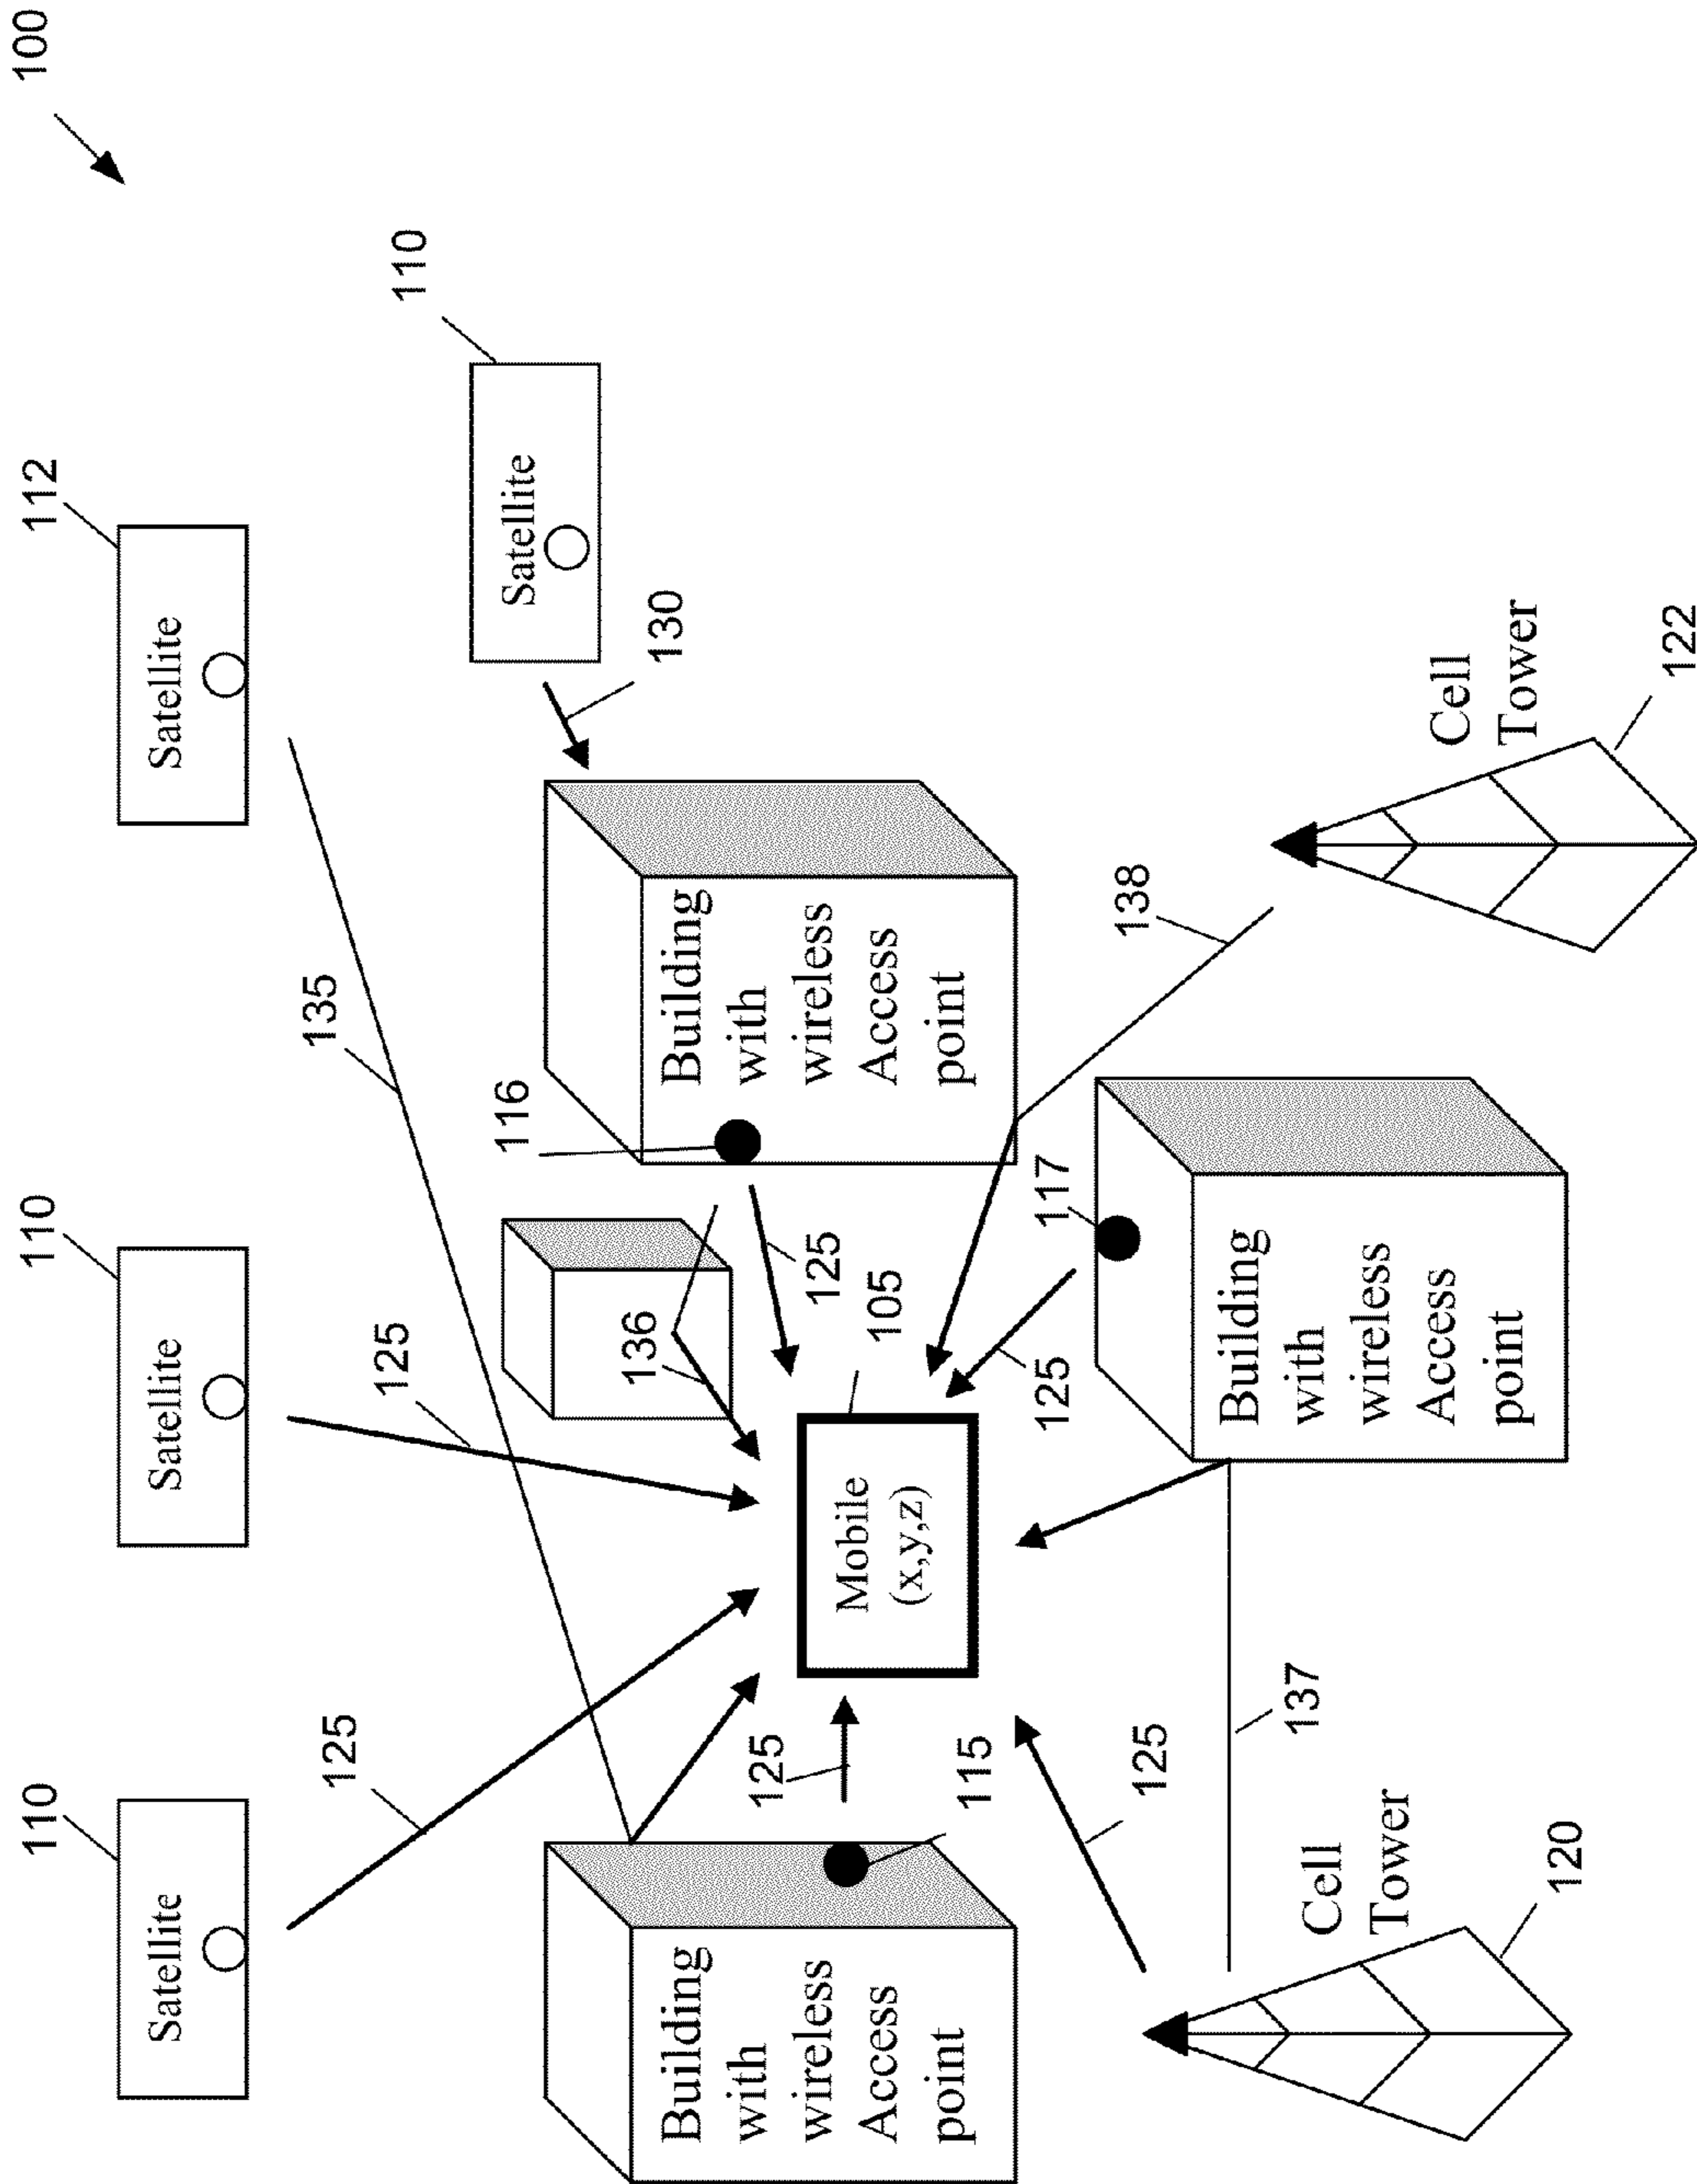 110
110
112
100
Satellite
Satellite
Satellite
125
125
135
110
Satellite
116
130
136
Building
with
wireless
Access
point
125
115
Mobile
(x,y,z)
105
125
Building
with
wireless
Access
point
125
117
138
125
137
Building
with
wireless
Access
point
Cell
Tower
120
Cell
Tower
122